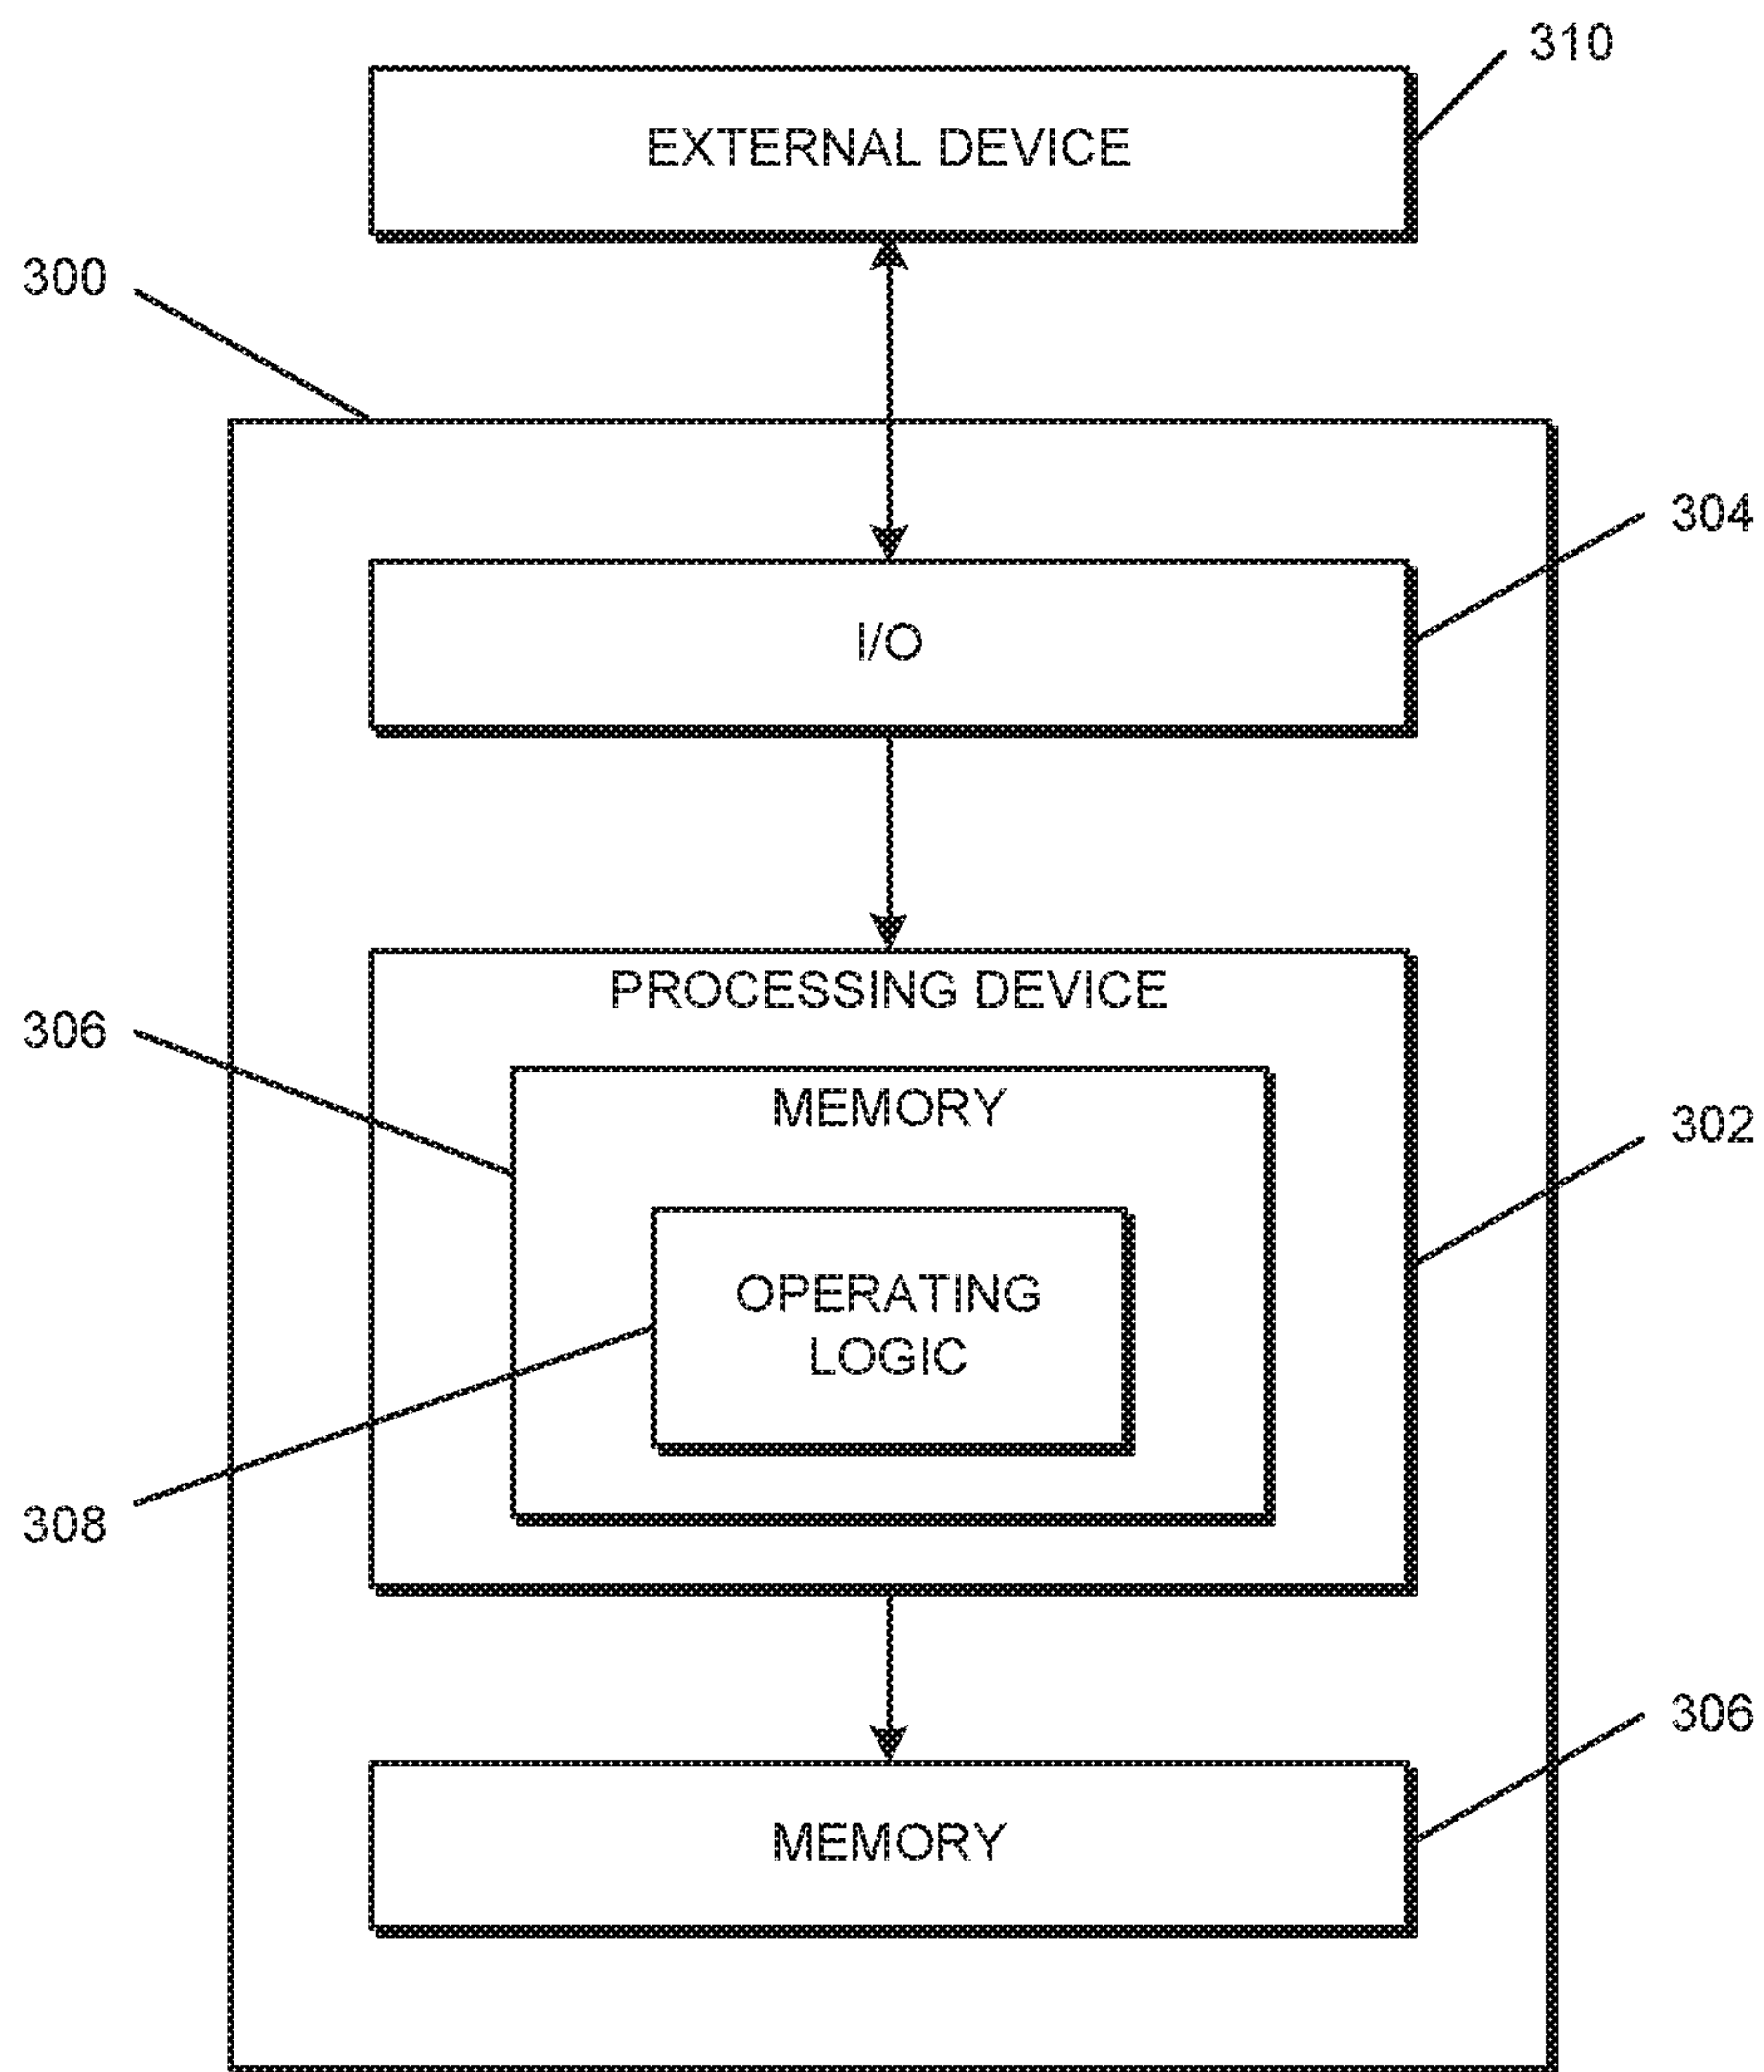 310
EXTERNAL DEVICE
300
304
I/O
PROCESSING DEVICE
306
MEMORY
302
OPERATING
LOGIC
308
306
MEMORY